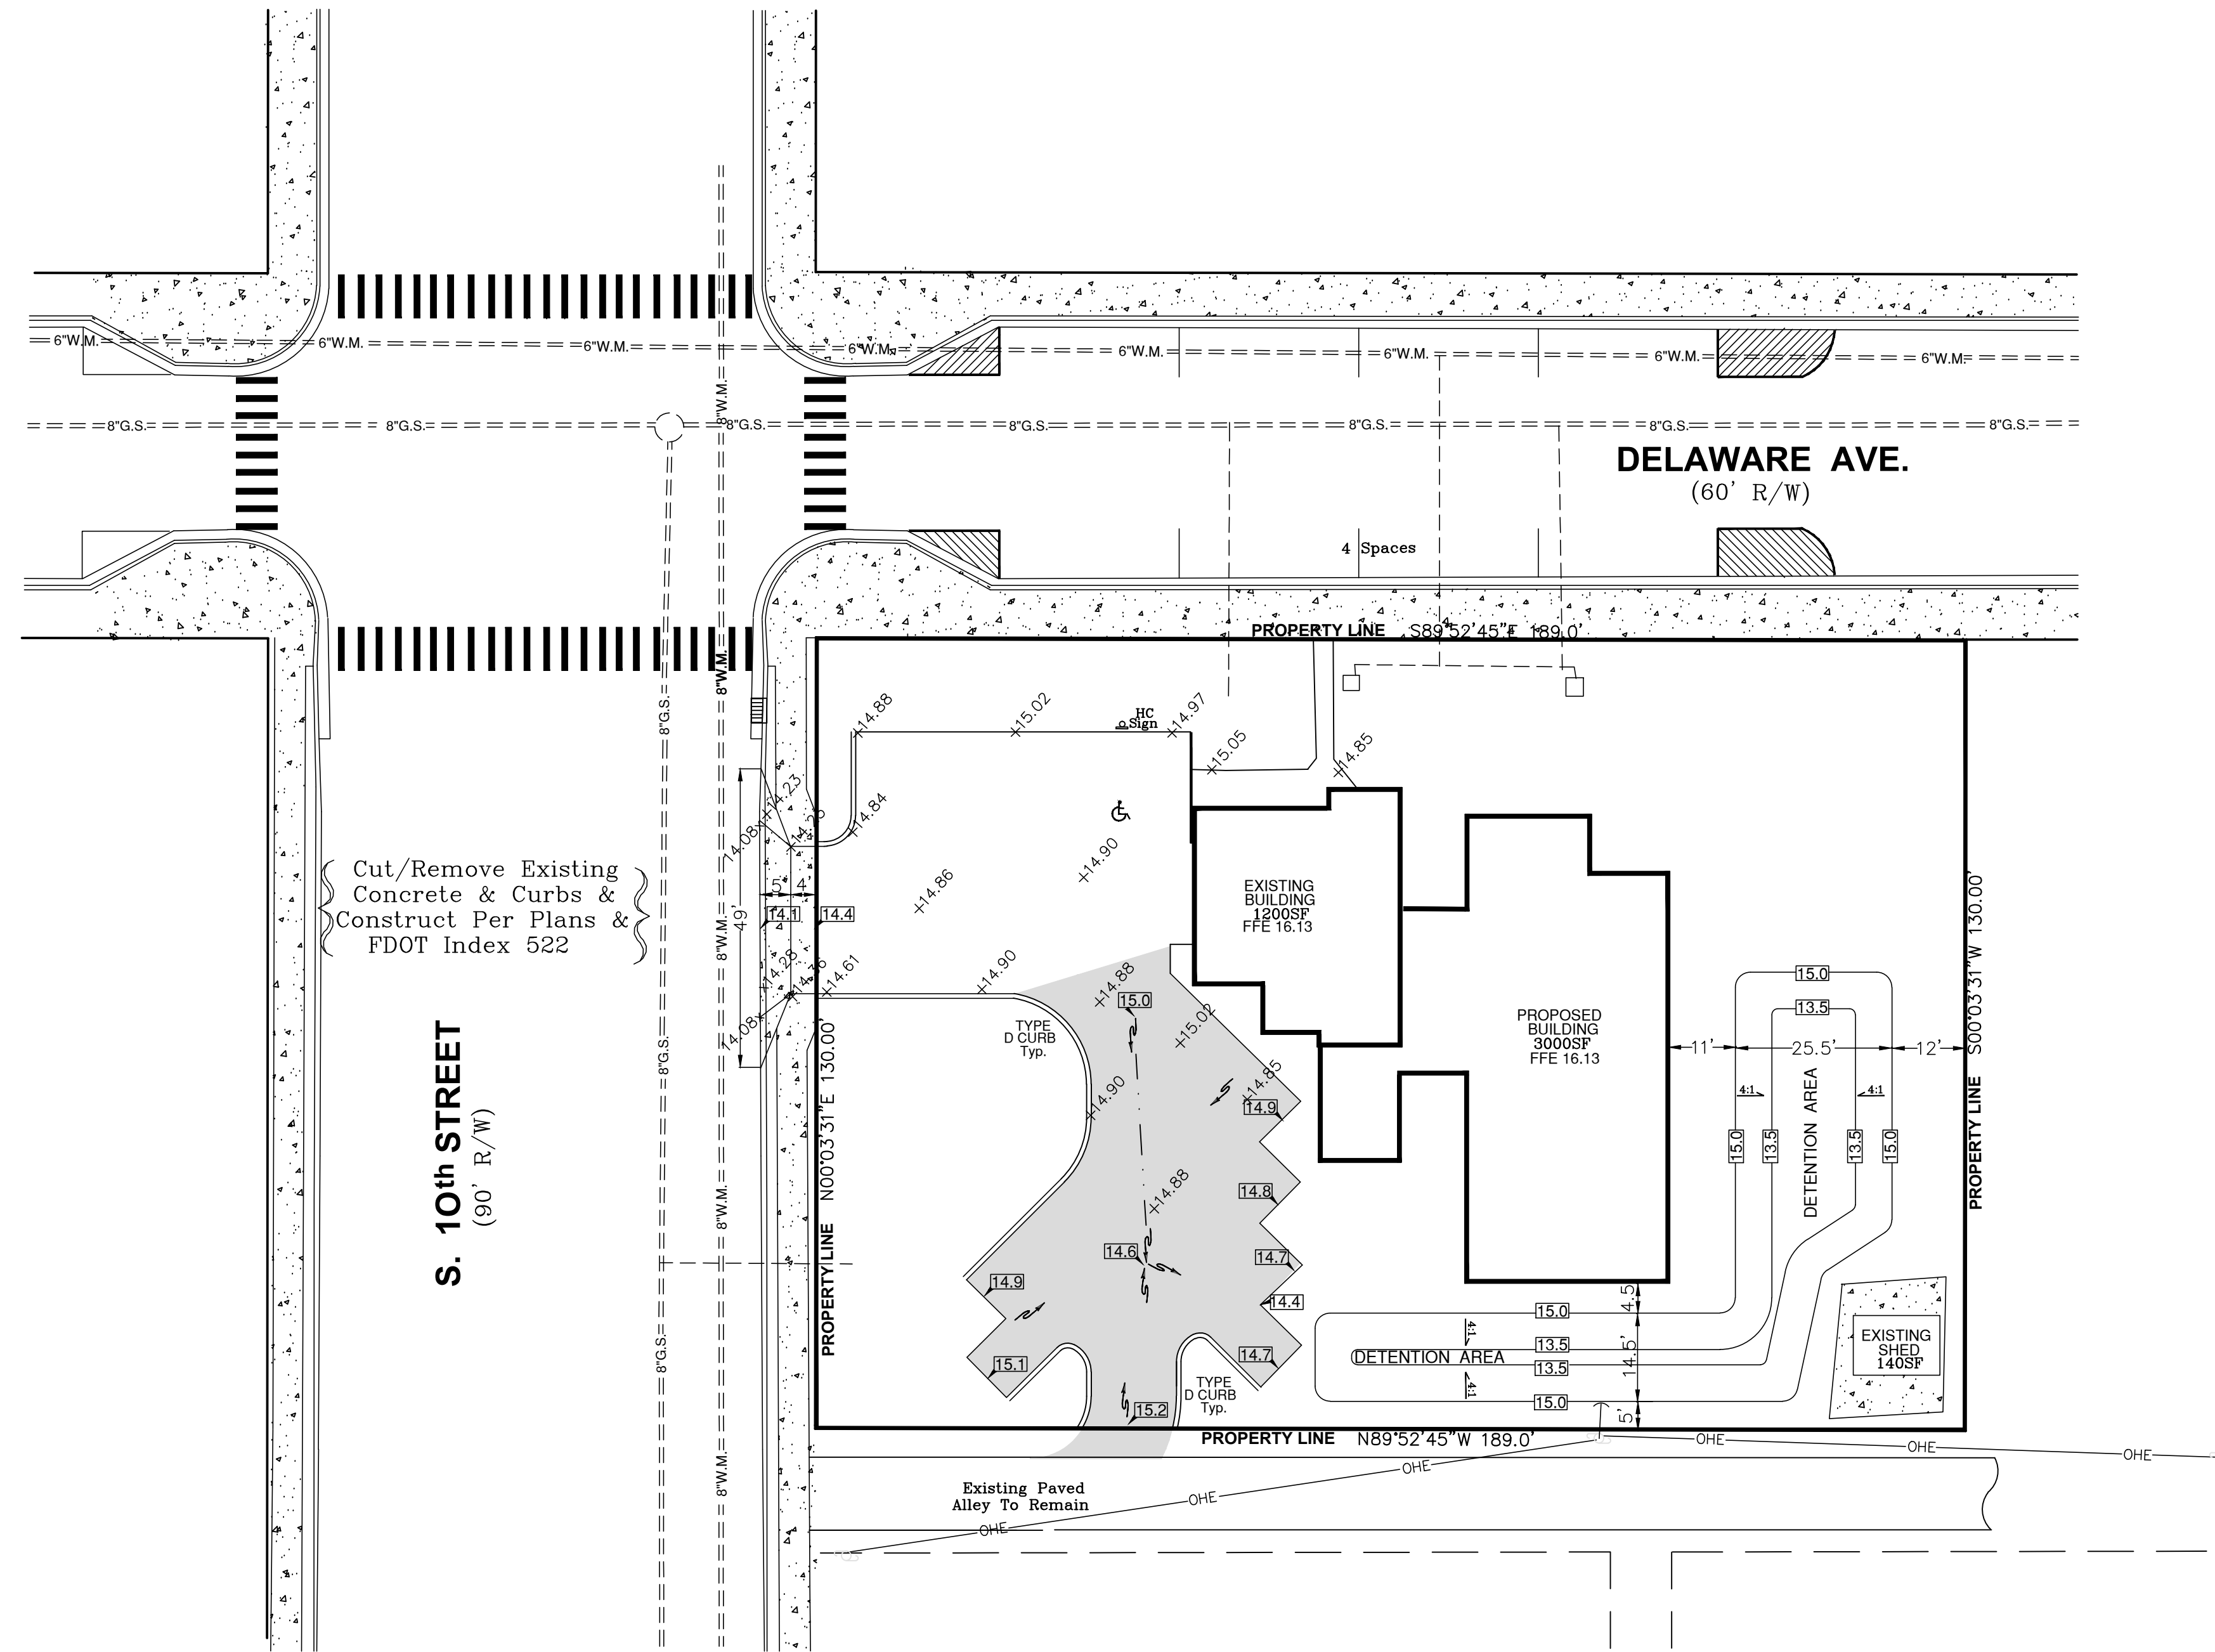 6"W.M.
6"W.M.
6"W.M.
6"W.M.
6"W.M.
6"W.M.
6"W.M.
6"W.M.
8"W.M.
8"G.S.
8"G.S.
8"G.S.
8"G.S.
8"G.S.
8"G.S.
8"G.S.
DELAWARE AVE.
(60' R/W)
4 Spaces
PROPERTY LINE S89°52'45"E 189.0'
8"W.M.
8"W.M.
8"G.S.
14.88
15.02
HC
Sign
14.97
15.05
14.85
14.23
14.08
14.84
14.90
14.86
Cut/Remove Existing
Concrete & Curbs &
Construct Per Plans &
FDOT Index 522
49'
5'
4'
14.1
14.4
8"W.M.
EXISTING
BUILDING
1200SF
FFE 16.13
14.28
14.36
14.61
14.90
14.88
15.0
15.02
14.08
TYPE
D CURB
Typ.
PROPOSED
BUILDING
3000SF
FFE 16.13
15.0
13.5
11'
25.5'
12'
4:1
4:1
15.0
13.5
13.5
15.0
DETENTION AREA
PROPERTY LINE S00°03'31"W 130.00'
S. 10th STREET
(90' R/W)
8"G.S.
8"W.M.
PROPERTY LINE N00°03'31"E 130.00'
14.90
14.85
14.9
14.8
14.88
14.6
14.7
14.9
14.4
15.1
14.7
15.2
TYPE
D CURB
Typ.
4.5'
15.0
4:1
13.5
DETENTION AREA
13.5
14.5'
4:1
15.0
5'
EXISTING
SHED
140SF
8"G.S.
8"W.M.
PROPERTY LINE N89°52'45"W 189.0'
OHE
OHE
OHE
OHE
OHE
OHE
Existing Paved
Alley To Remain